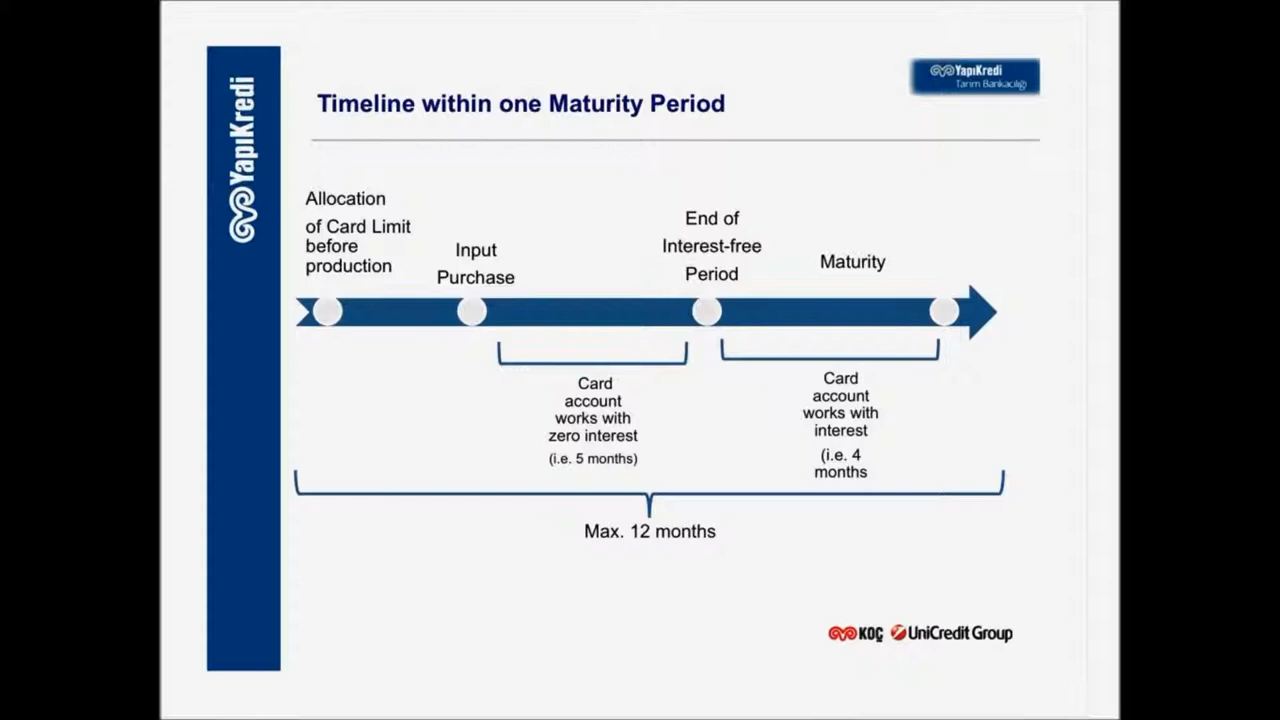 YapıKredi
YapıKredi
Tarım Bankacılığı
Timeline within one Maturity Period
Allocation
of Card Limit
before
production
Input
Purchase
End of
Interest-free
Period
Maturity
Card
account
works with
zero interest
(i.e. 5 months)
Card
account
works with
interest
(i.e. 4
months
Max. 12 months
KOÇ UniCredit Group